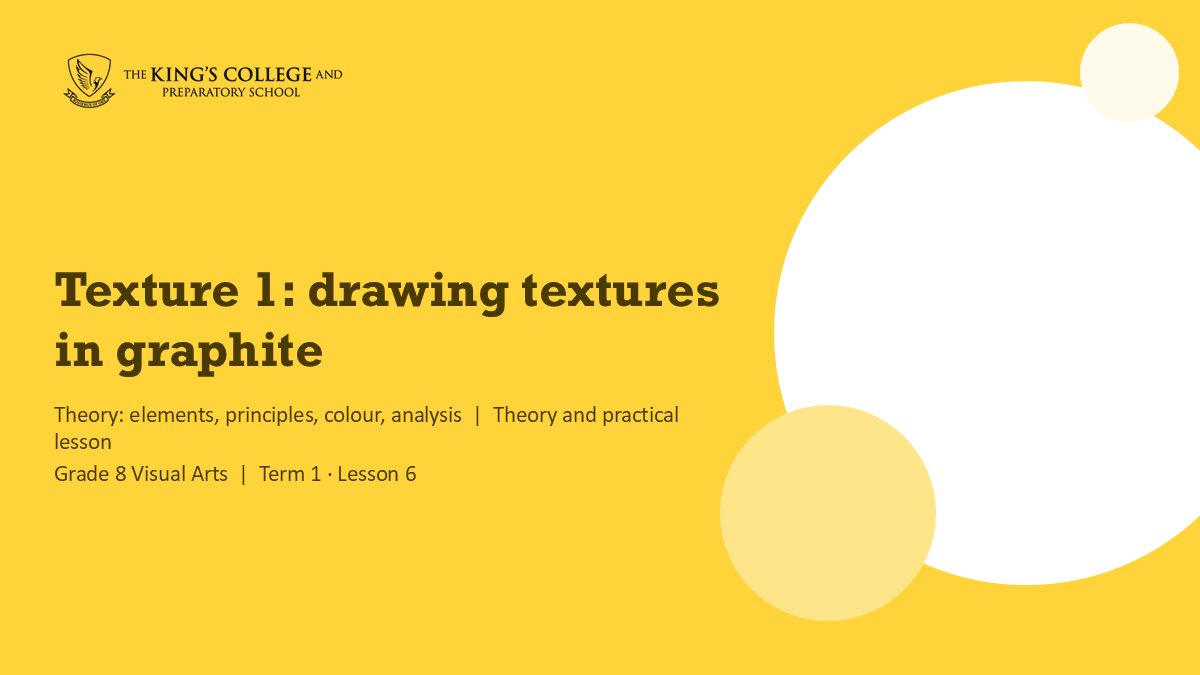 THE KING'S COLLEGE AND
PREPARATORY SCHOOL
Texture 1: drawing textures
in graphite
Theory: elements, principles, colour, analysis | Theory and practical
lesson
Grade 8 Visual Arts | Term 1 · Lesson 6